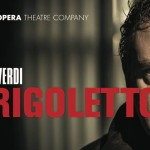 OPERA THEATRE COMPANY
VERDI
RIGOLETTO